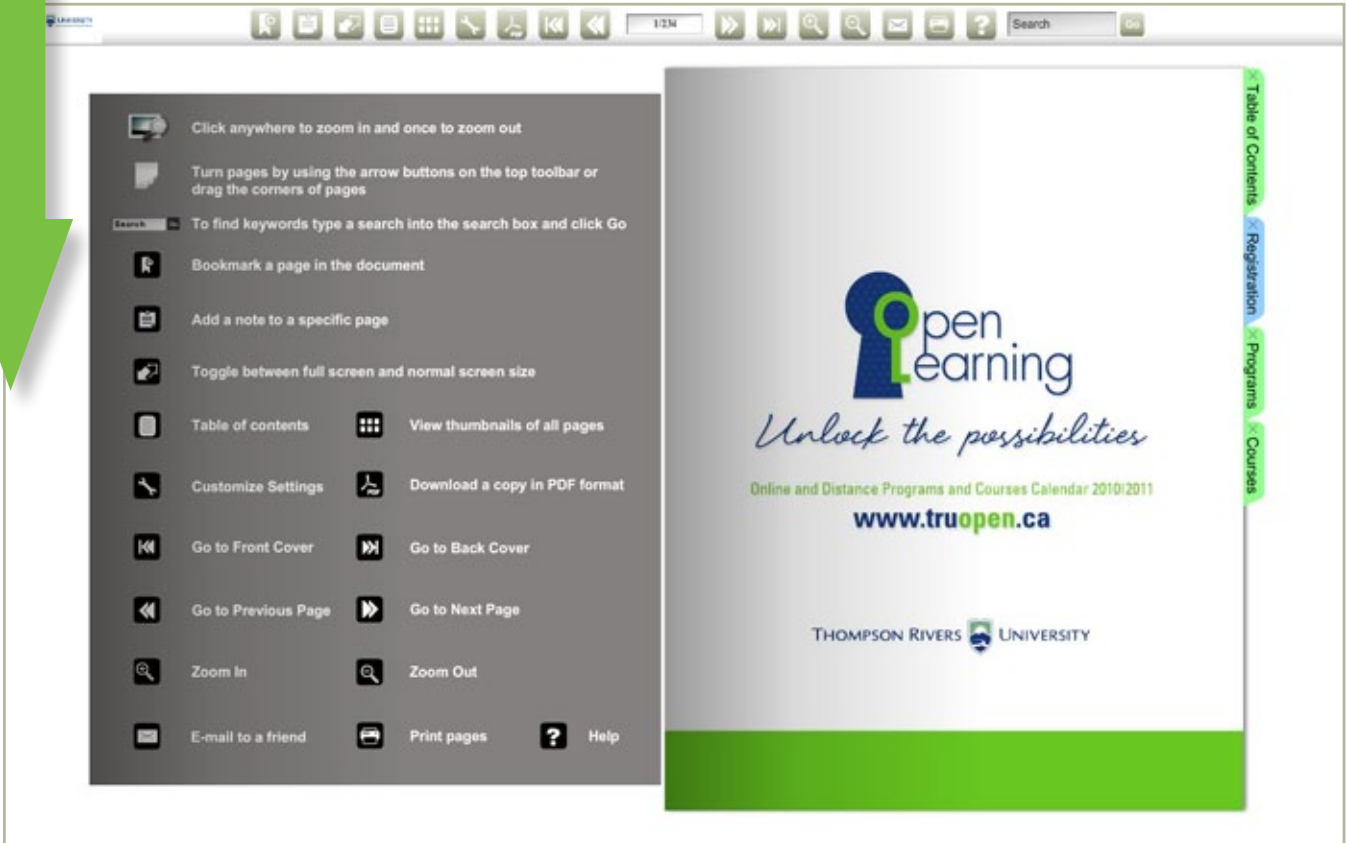 UNIVERSITY
1/234
Search
Go
Click anywhere to zoom in and once to zoom out
Turn pages by using the arrow buttons on the top toolbar or
drag the corners of pages
Search Go
To find keywords type a search into the search box and click Go
Bookmark a page in the document
Add a note to a specific page
Toggle between full screen and normal screen size
Table of contents
View thumbnails of all pages
Customize Settings
Download a copy in PDF format
Go to Front Cover
Go to Back Cover
Go to Previous Page
Go to Next Page
Zoom In
Zoom Out
E-mail to a friend
Print pages
? Help
Open
Learning
Unlock the possibilities
Online and Distance Programs and Courses Calendar 2010|2011
www.truopen.ca
THOMPSON RIVERS UNIVERSITY
× Table of Contents
× Registration
× Programs
× Courses